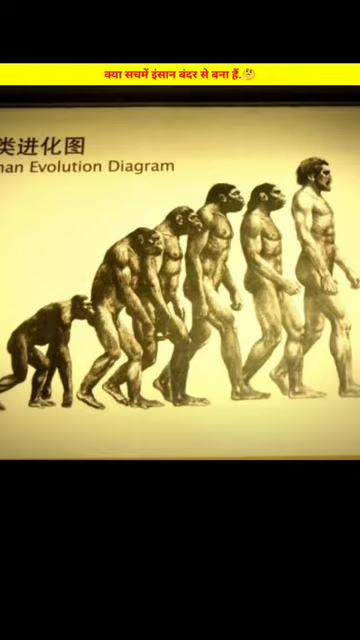 क्या सचमें इंसान बंदर से बना हैं.🤔
类进化图
nan Evolution Diagram